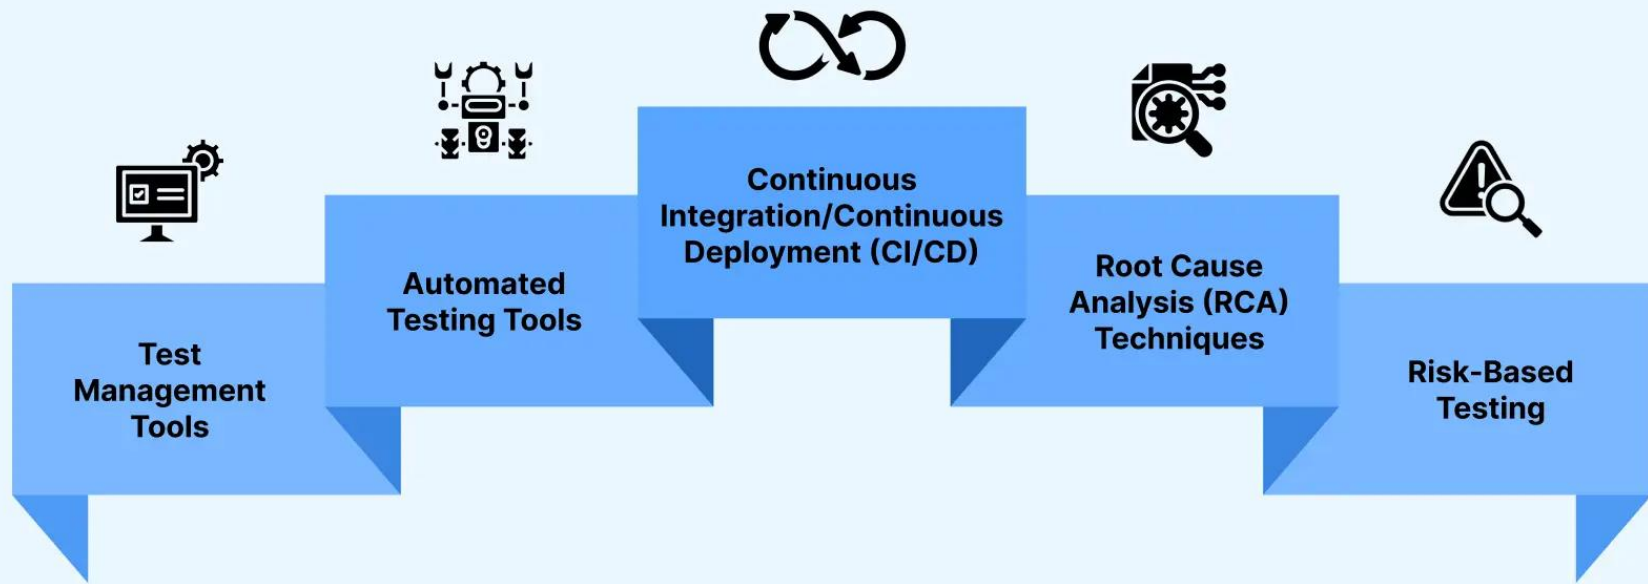 Test
Management
Tools
Automated
Testing Tools
Continuous
Integration/Continuous
Deployment (CI/CD)
Root Cause
Analysis (RCA)
Techniques
Risk-Based
Testing